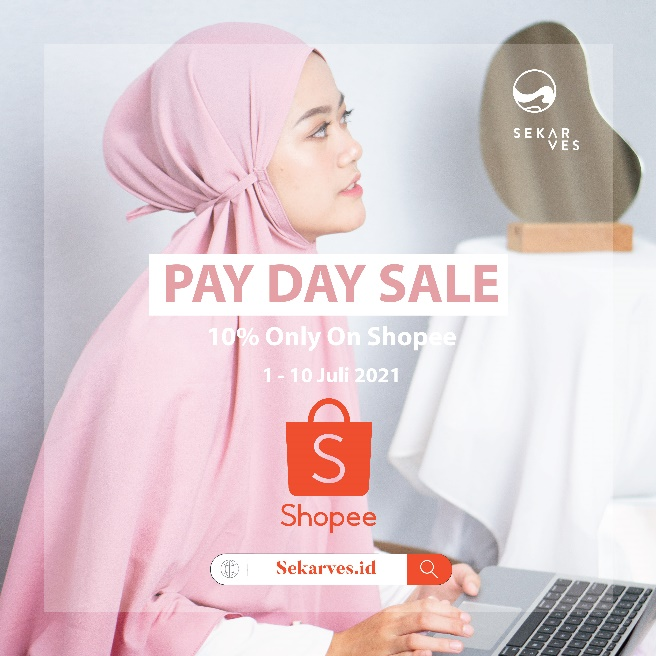 SEKAR
VES
PAY DAY SALE
10% Only On Shopee
1 - 10 Juli 2021
S
Shopee
Sekarves.id